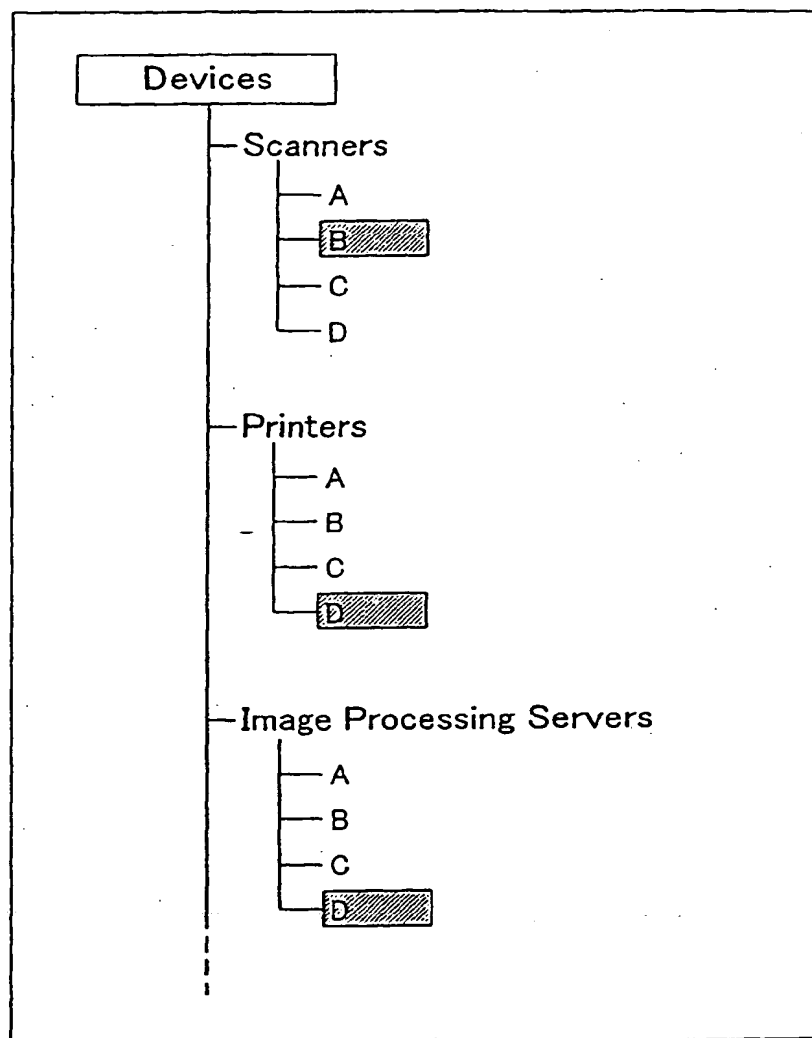 Devices
Scanners
A
B
C
D
Printers
A
B
C
D
Image Processing Servers
A
B
C
D